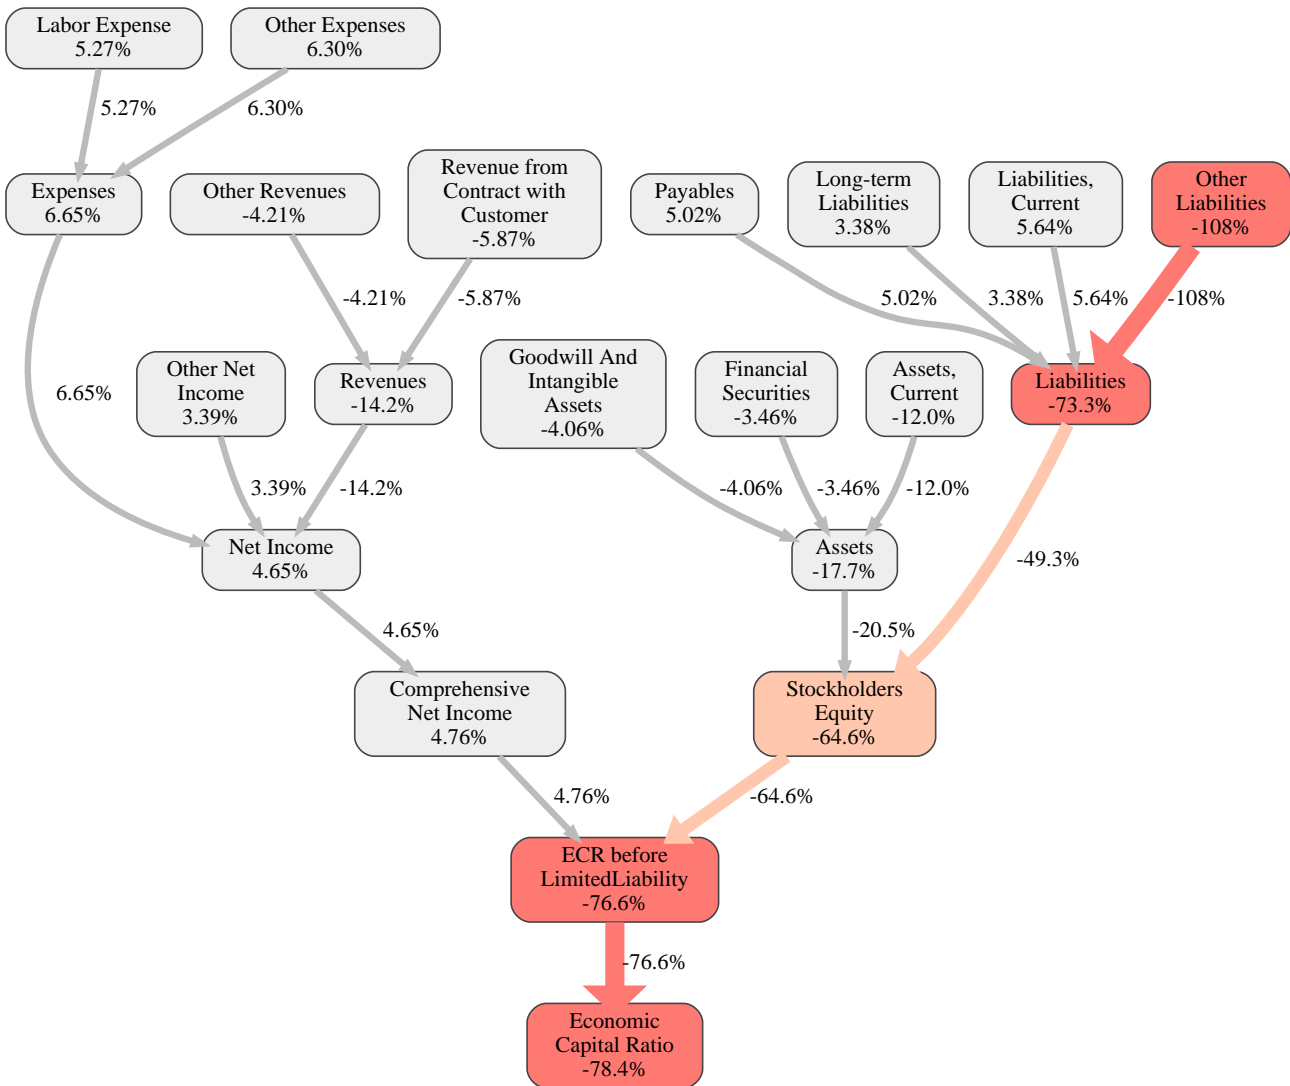 Labor Expense
5.27%
Other Expenses
6.30%
5.27%
6.30%
Expenses
6.65%
Other Revenues
-4.21%
Revenue from
Contract with
Customer
-5.87%
Payables
5.02%
Long-term
Liabilities
3.38%
Liabilities,
Current
5.64%
Other
Liabilities
-108%
-4.21%
-5.87%
5.02%
3.38%
5.64%
-108%
6.65%
Other Net
Income
3.39%
Revenues
-14.2%
Goodwill And
Intangible
Assets
-4.06%
Financial
Securities
-3.46%
Assets,
Current
-12.0%
Liabilities
-73.3%
3.39%
-14.2%
-4.06%
-3.46%
-12.0%
Net Income
4.65%
Assets
-17.7%
-49.3%
4.65%
-20.5%
Comprehensive
Net Income
4.76%
Stockholders
Equity
-64.6%
4.76%
-64.6%
ECR before
LimitedLiability
-76.6%
-76.6%
Economic
Capital Ratio
-78.4%